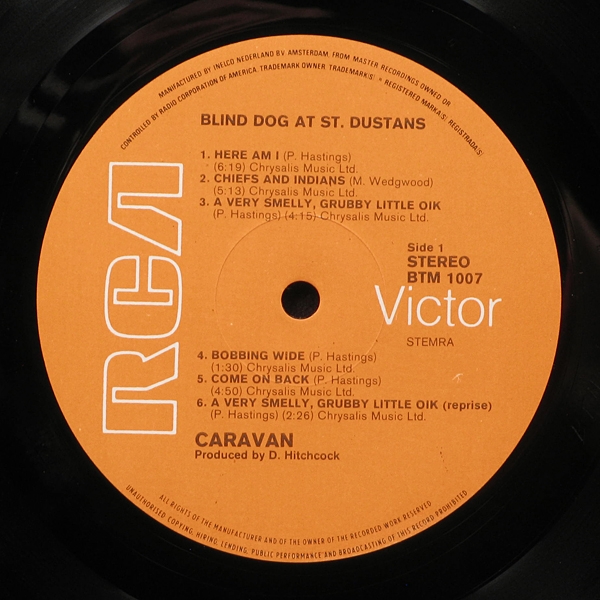 MANUFACTURED BY INELCO NEDERLAND B.V. AMSTERDAM, FROM MASTER RECORDINGS OWNED OR
CONTROLLED BY RADIO CORPORATION OF AMERICA. TRADEMARK OWNER. TRADEMARK(S) ® REGISTERED MARKA(S) REGISTRADA(S)
BLIND DOG AT ST. DUSTANS
1. HERE AM I (P. Hastings)
(6:19) Chrysalis Music Ltd.
2. CHIEFS AND INDIANS (M. Wedgwood)
(5:13) Chrysalis Music Ltd.
3. A VERY SMELLY, GRUBBY LITTLE OIK
(P. Hastings) (4:15) Chrysalis Music Ltd.
RCA
Side 1
STEREO
BTM 1007
Victor
STEMRA
4. BOBBING WIDE (P. Hastings)
(1:30) Chrysalis Music Ltd.
5. COME ON BACK (P. Hastings)
(4:50) Chrysalis Music Ltd.
6. A VERY SMELLY, GRUBBY LITTLE OIK (reprise)
(P. Hastings) (2:26) Chrysalis Music Ltd.
CARAVAN
Produced by D. Hitchcock
ALL RIGHTS OF THE MANUFACTURER AND OF THE OWNER OF THE RECORDED WORK RESERVED
UNAUTHORISED COPYING, HIRING, LENDING, PUBLIC PERFORMANCE AND BROADCASTING OF THIS RECORD PROHIBITED